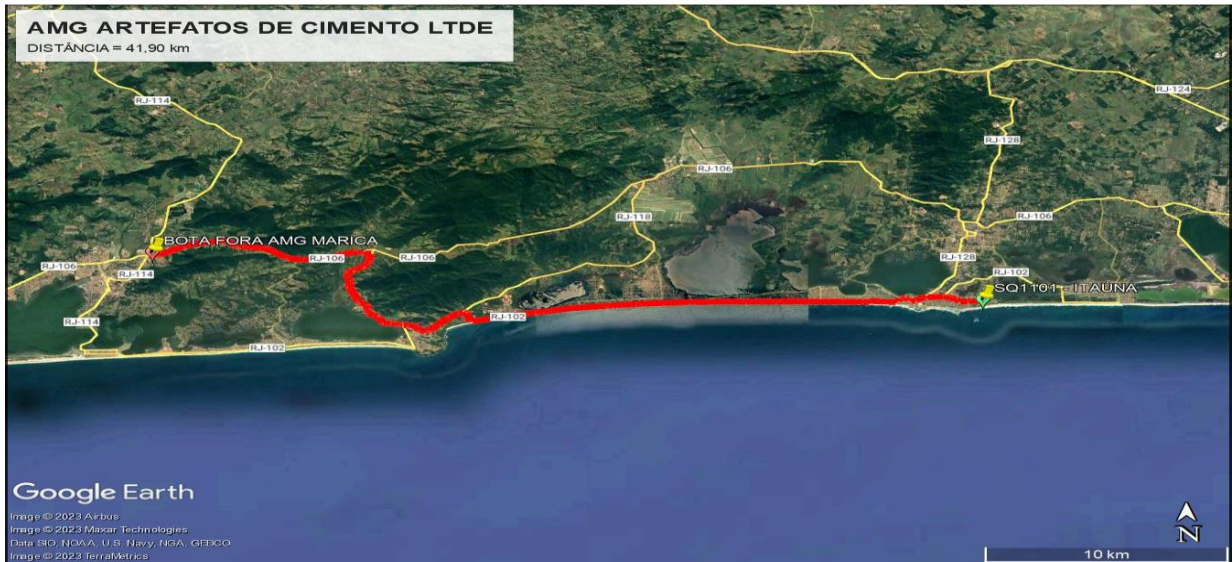 AMG ARTEFATOS DE CIMENTO LTDE
DISTÂNCIA = 41,90 km
RJ-114
RJ-124
RJ-128
RJ-106
RJ-118
BOTA FORA AMG MARICA
RJ-106
RJ-106
RJ-106
RJ-106
RJ-114
RJ-128
RJ-102
SQ1101 - ITAÚNA
RJ-114
RJ-102
RJ-102
Google Earth
Image © 2023 Airbus
Image © 2023 Maxar Technologies
Data SIO, NOAA, U.S. Navy, NGA, GEBCO
Image © 2023 TerraMetrics
N
10 km